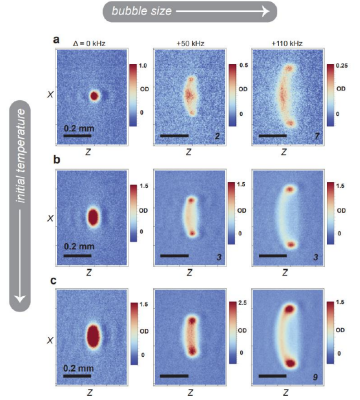 bubble size
initial temperature
a
Δ = 0 kHz
+50 kHz
+110 kHz
X
0.2 mm
1.0
OD
0
2
0.5
OD
0
7
0.25
OD
0
Z
Z
Z
b
X
0.2 mm
1.5
OD
0
3
1.5
OD
0
3
1.5
OD
0
Z
Z
Z
c
X
0.2 mm
1.5
OD
0
2.5
OD
0
9
1.5
OD
0
Z
Z
Z